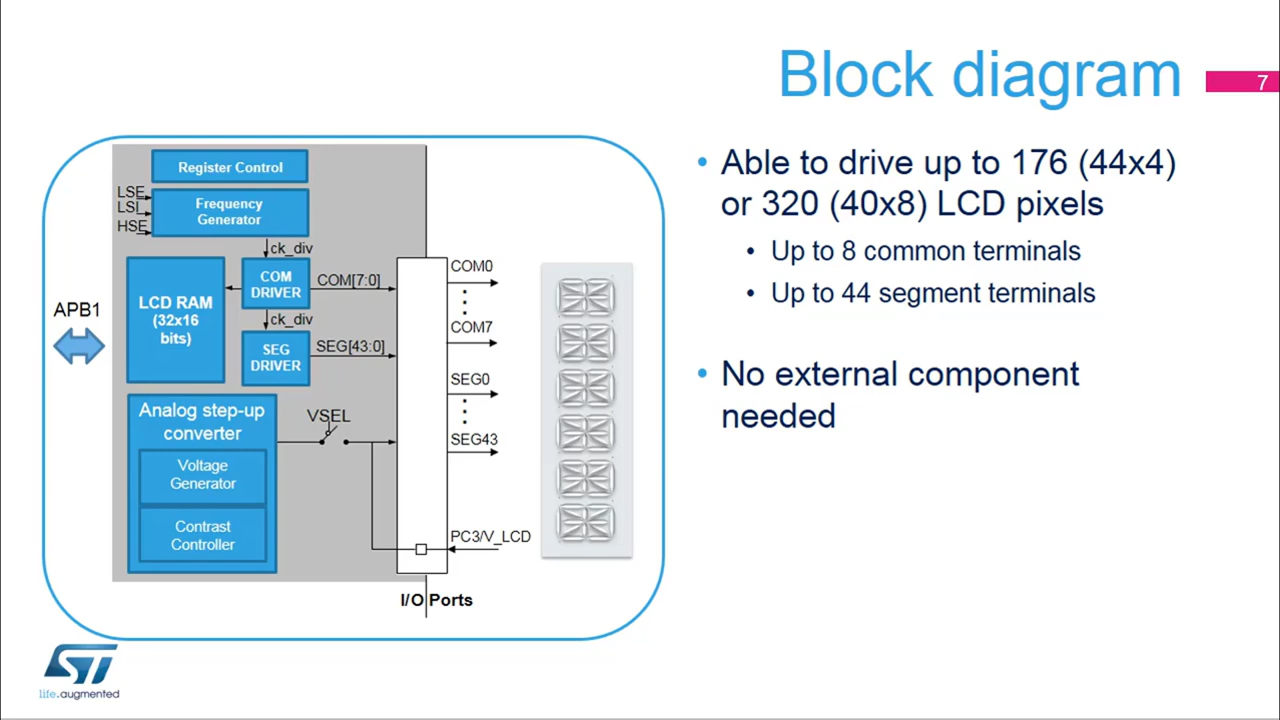 Block diagram
7
Register Control
LSE
LSI
HSE
Frequency
Generator
ck_div
LCD RAM
(32x16
bits)
COM
DRIVER
COM[7:0]
ck_div
SEG
DRIVER
SEG[43:0]
APB1
Analog step-up
converter
Voltage
Generator
Contrast
Controller
VSEL
COM0
COM7
SEG0
SEG43
PC3/V_LCD
I/O Ports
• Able to drive up to 176 (44x4)
or 320 (40x8) LCD pixels
• Up to 8 common terminals
• Up to 44 segment terminals
• No external component
needed
ST
life.augmented